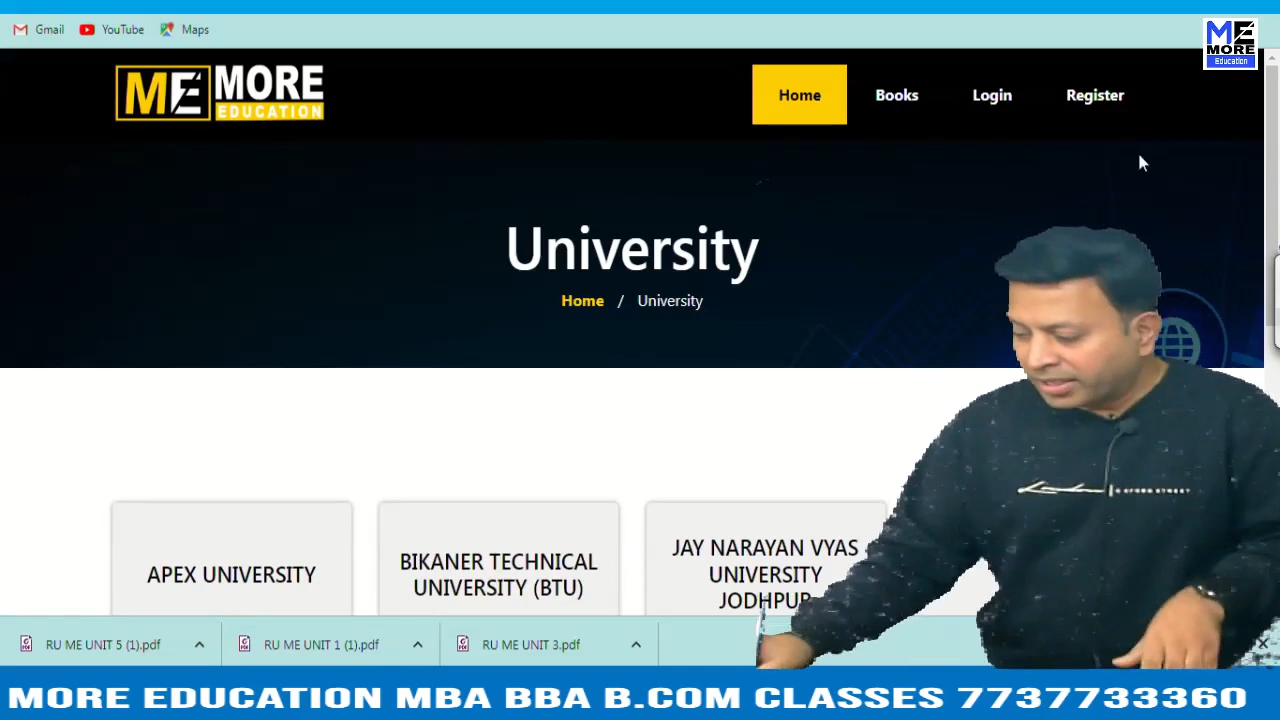 Gmail YouTube Maps
ME MORE Education
ME MORE EDUCATION
Home Books Login Register
University
Home / University
APEX UNIVERSITY
BIKANER TECHNICAL
UNIVERSITY (BTU)
JAY NARAYAN VYAS
UNIVERSITY
JODHPUR
RU ME UNIT 5 (1).pdf RU ME UNIT 1 (1).pdf RU ME UNIT 3.pdf
MORE EDUCATION MBA BBA B.COM CLASSES 7737733360